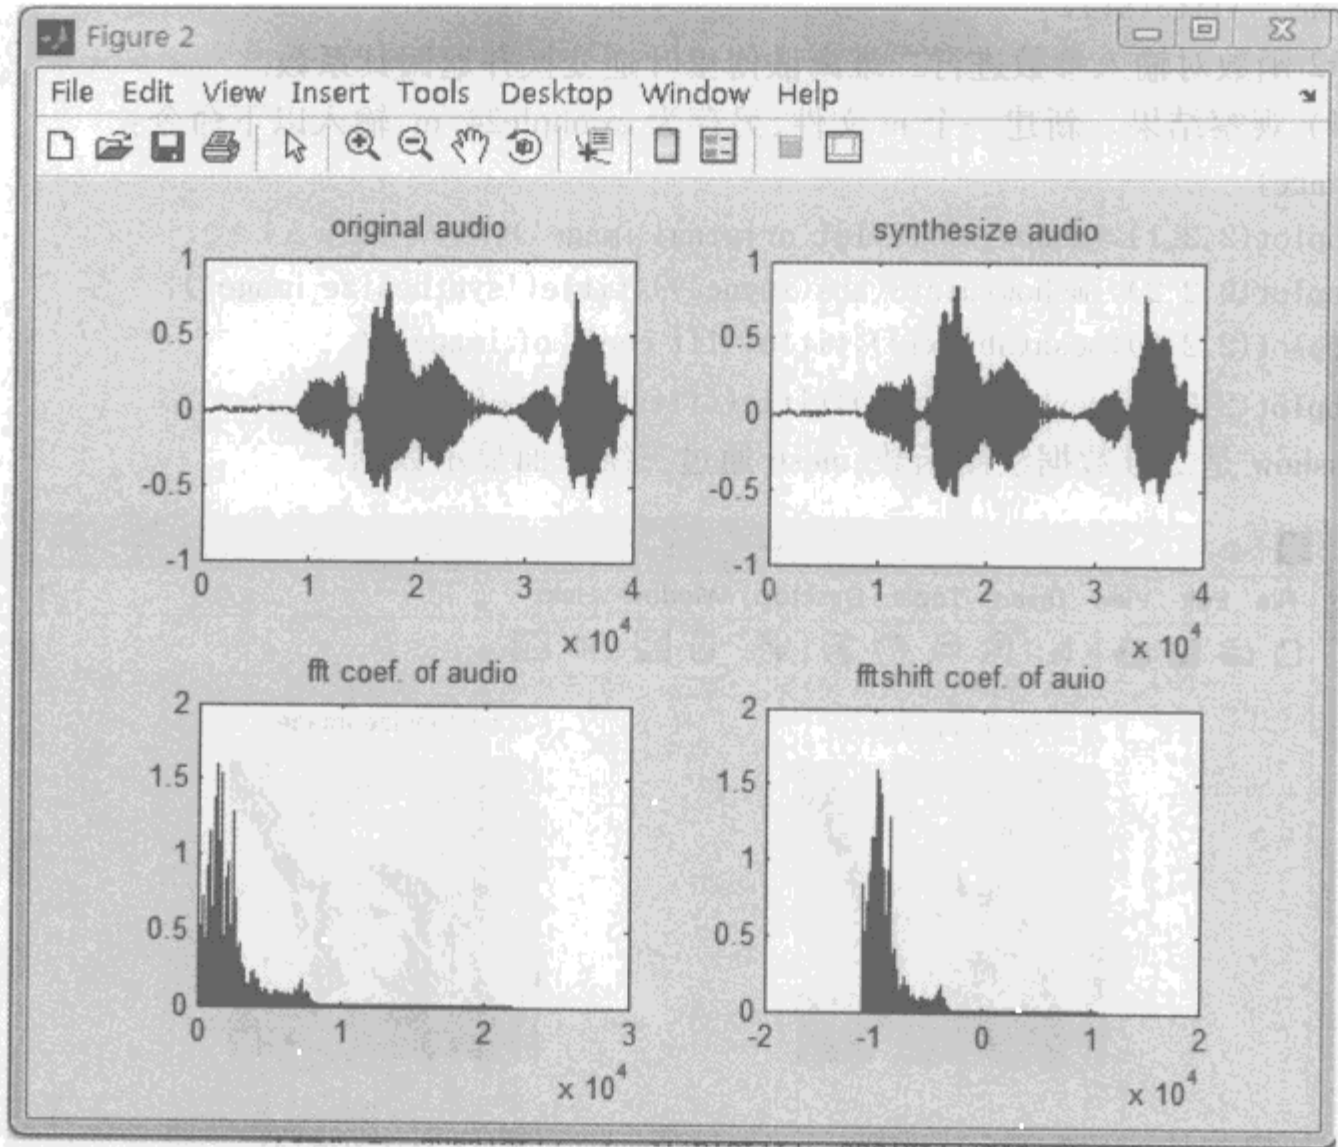 Figure 2
File Edit View Insert Tools Desktop Window Help
original audio
1
0.5
0
-0.5
-1
0 1 2 3 4
x 10^4
synthesize audio
1
0.5
0
-0.5
-1
0 1 2 3 4
x 10^4
fft coef. of audio
2
1.5
1
0.5
0
0 1 2 3
x 10^4
fftshift coef. of auio
2
1.5
1
0.5
0
-2 -1 0 1 2
x 10^4